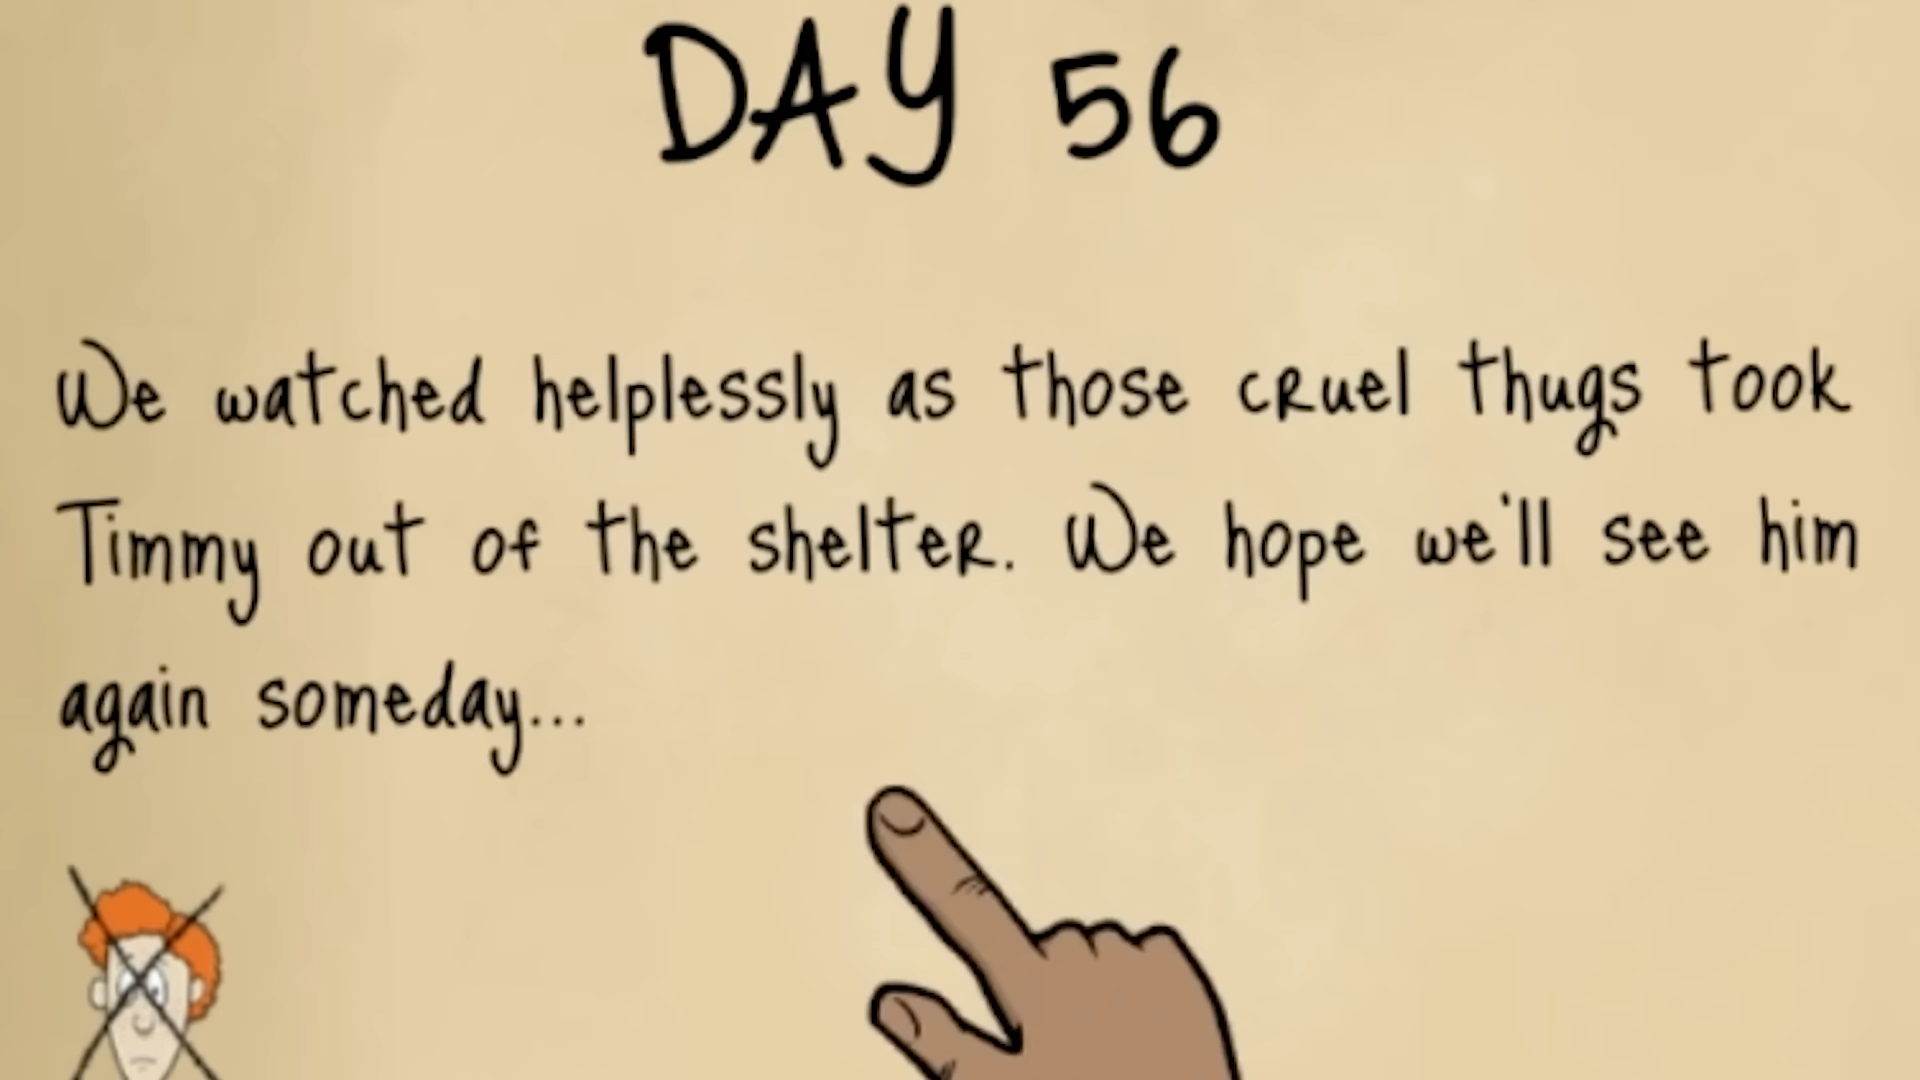 DAY 56
We watched helplessly as those cruel thugs took
Timmy out of the shelter. We hope we'll see him
again someday...